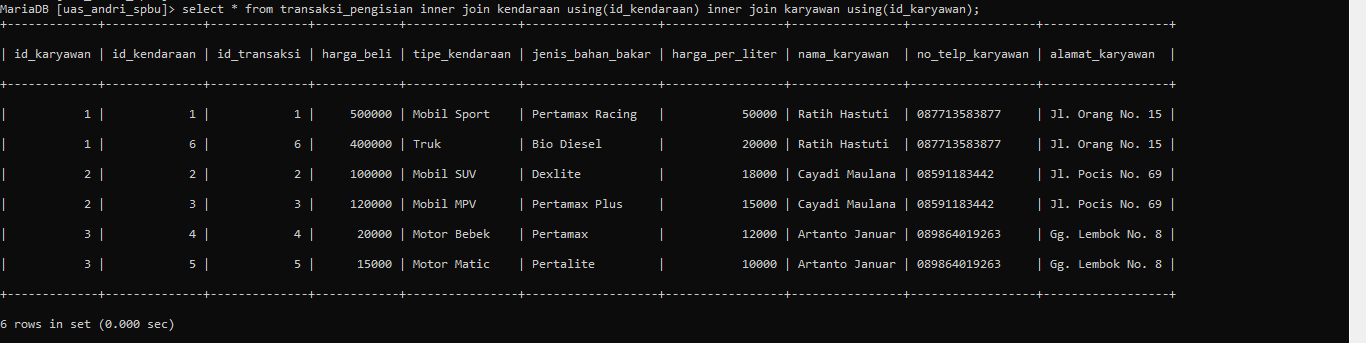 MariaDB [uas_andri_spbu]> select * from transaksi_pengisian inner join kendaraan using(id_kendaraan) inner join karyawan using(id_karyawan);
+-------------+--------------+--------------+------------+----------------+-------------------+-----------------+----------------+------------------+------------------+
| id_karyawan | id_kendaraan | id_transaksi | harga_beli | tipe_kendaraan | jenis_bahan_bakar | harga_per_liter | nama_karyawan  | no_telp_karyawan | alamat_karyawan  |
+-------------+--------------+--------------+------------+----------------+-------------------+-----------------+----------------+------------------+------------------+
|           1 |            1 |            1 |     500000 | Mobil Sport    | Pertamax Racing   |           50000 | Ratih Hastuti  | 087713583877     | Jl. Orang No. 15 |
|           1 |            6 |            6 |     400000 | Truk           | Bio Diesel        |           20000 | Ratih Hastuti  | 087713583877     | Jl. Orang No. 15 |
|           2 |            2 |            2 |     100000 | Mobil SUV      | Dexlite           |           18000 | Cayadi Maulana | 08591183442      | Jl. Pocis No. 69 |
|           2 |            3 |            3 |     120000 | Mobil MPV      | Pertamax Plus     |           15000 | Cayadi Maulana | 08591183442      | Jl. Pocis No. 69 |
|           3 |            4 |            4 |      20000 | Motor Bebek    | Pertamax          |           12000 | Artanto Januar | 089864019263     | Gg. Lembok No. 8 |
|           3 |            5 |            5 |      15000 | Motor Matic    | Pertalite         |           10000 | Artanto Januar | 089864019263     | Gg. Lembok No. 8 |
+-------------+--------------+--------------+------------+----------------+-------------------+-----------------+----------------+------------------+------------------+
6 rows in set (0.000 sec)